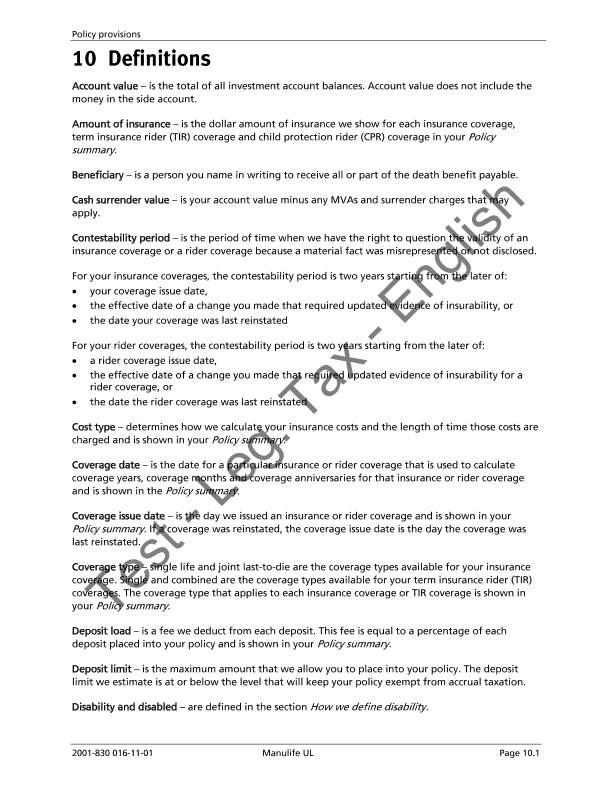 Policy provisions
10 Definitions
Account value – is the total of all investment account balances. Account value does not include the
money in the side account.
Amount of insurance – is the dollar amount of insurance we show for each insurance coverage,
term insurance rider (TIR) coverage and child protection rider (CPR) coverage in your Policy
summary.
Beneficiary – is a person you name in writing to receive all or part of the death benefit payable.
Cash surrender value – is your account value minus any MVAs and surrender charges that may
apply.
Contestability period – is the period of time when we have the right to question the validity of an
insurance coverage or a rider coverage because a material fact was misrepresented or not disclosed.
For your insurance coverages, the contestability period is two years starting from the later of:
• your coverage issue date,
• the effective date of a change you made that required updated evidence of insurability, or
• the date your coverage was last reinstated
For your rider coverages, the contestability period is two years starting from the later of:
• a rider coverage issue date,
• the effective date of a change you made that required updated evidence of insurability for a
rider coverage, or
• the date the rider coverage was last reinstated.
Cost type – determines how we calculate your insurance costs and the length of time those costs are
charged and is shown in your Policy summary.
Coverage date – is the date for a particular insurance or rider coverage that is used to calculate
coverage years, coverage months and coverage anniversaries for that insurance or rider coverage
and is shown in the Policy summary.
Coverage issue date – is the day we issued an insurance or rider coverage and is shown in your
Policy summary. If a coverage was reinstated, the coverage issue date is the day the coverage was
last reinstated.
Coverage type – single life and joint last-to-die are the coverage types available for your insurance
coverage. Single and combined are the coverage types available for your term insurance rider (TIR)
coverages. The coverage type that applies to each insurance coverage or TIR coverage is shown in
your Policy summary.
Deposit load – is a fee we deduct from each deposit. This fee is equal to a percentage of each
deposit placed into your policy and is shown in your Policy summary.
Deposit limit – is the maximum amount that we allow you to place into your policy. The deposit
limit we estimate is at or below the level that will keep your policy exempt from accrual taxation.
Disability and disabled – are defined in the section How we define disability.
Test - Leg. Tax - English
2001-830 016-11-01 Manulife UL Page 10.1